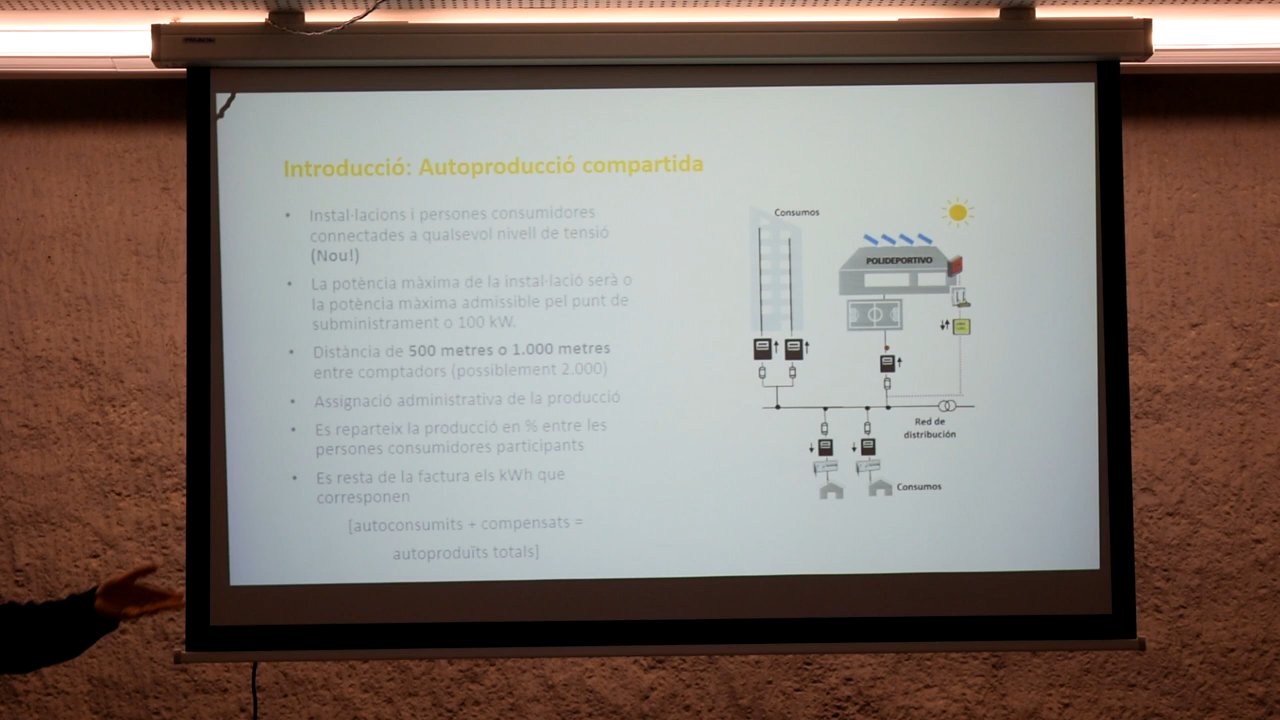 Introducció: Autoproducció compartida
• Instal·lacions i persones consumidores
connectades a qualsevol nivell de tensió
(Nou!)
• La potència màxima de la instal·lació serà o
la potència màxima admissible pel punt de
subministrament o 100 kW.
• Distància de 500 metres o 1.000 metres
entre comptadors (possiblement 2.000)
• Assignació administrativa de la producció
• Es reparteix la producció en % entre les
persones consumidores participants
• Es resta de la factura els kWh que
corresponen
[autoconsumits + compensats =
autoproduïts totals]
Consumos
POLIDEPORTIVO
Red de
distribución
Consumos